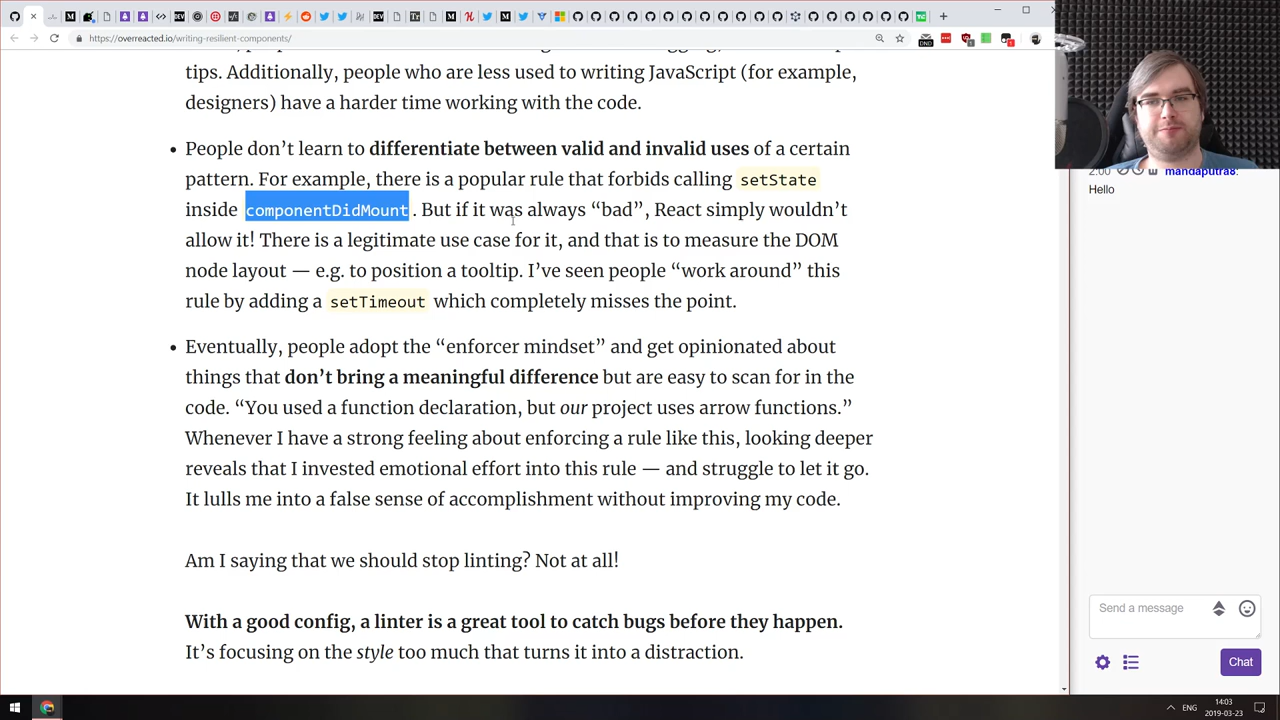 https://overreacted.io/writing-resilient-components/
DND
tips. Additionally, people who are less used to writing JavaScript (for example,
designers) have a harder time working with the code.
People don’t learn to differentiate between valid and invalid uses of a certain
pattern. For example, there is a popular rule that forbids calling setState
inside componentDidMount. But if it was always “bad”, React simply wouldn’t
allow it! There is a legitimate use case for it, and that is to measure the DOM
node layout — e.g. to position a tooltip. I’ve seen people “work around” this
rule by adding a setTimeout which completely misses the point.
Eventually, people adopt the “enforcer mindset” and get opinionated about
things that don’t bring a meaningful difference but are easy to scan for in the
code. “You used a function declaration, but our project uses arrow functions.”
Whenever I have a strong feeling about enforcing a rule like this, looking deeper
reveals that I invested emotional effort into this rule — and struggle to let it go.
It lulls me into a false sense of accomplishment without improving my code.
Am I saying that we should stop linting? Not at all!
With a good config, a linter is a great tool to catch bugs before they happen.
It’s focusing on the style too much that turns it into a distraction.
2:00 mandaputra8:
Hello
Send a message
Chat
ENG
14:03
2019-03-23